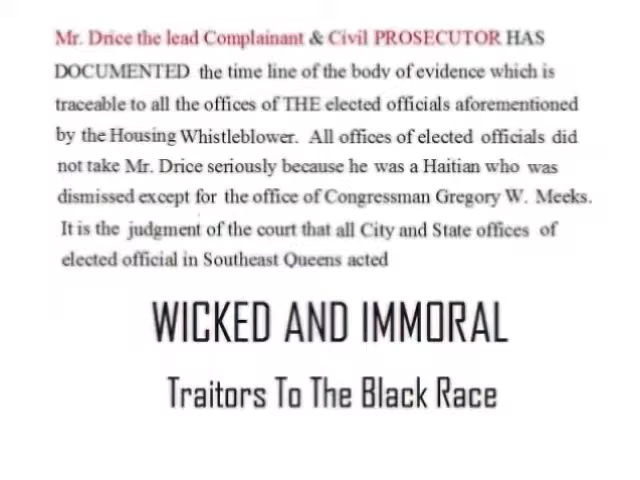 Mr. Drice the lead Complainant & Civil PROSECUTOR HAS
DOCUMENTED the time line of the body of evidence which is
traceable to all the offices of THE elected officials aforementioned
by the Housing Whistleblower. All offices of elected officials did
not take Mr. Drice seriously because he was a Haitian who was
dismissed except for the office of Congressman Gregory W. Meeks.
It is the judgment of the court that all City and State offices of
elected official in Southeast Queens acted
WICKED AND IMMORAL
Traitors To The Black Race